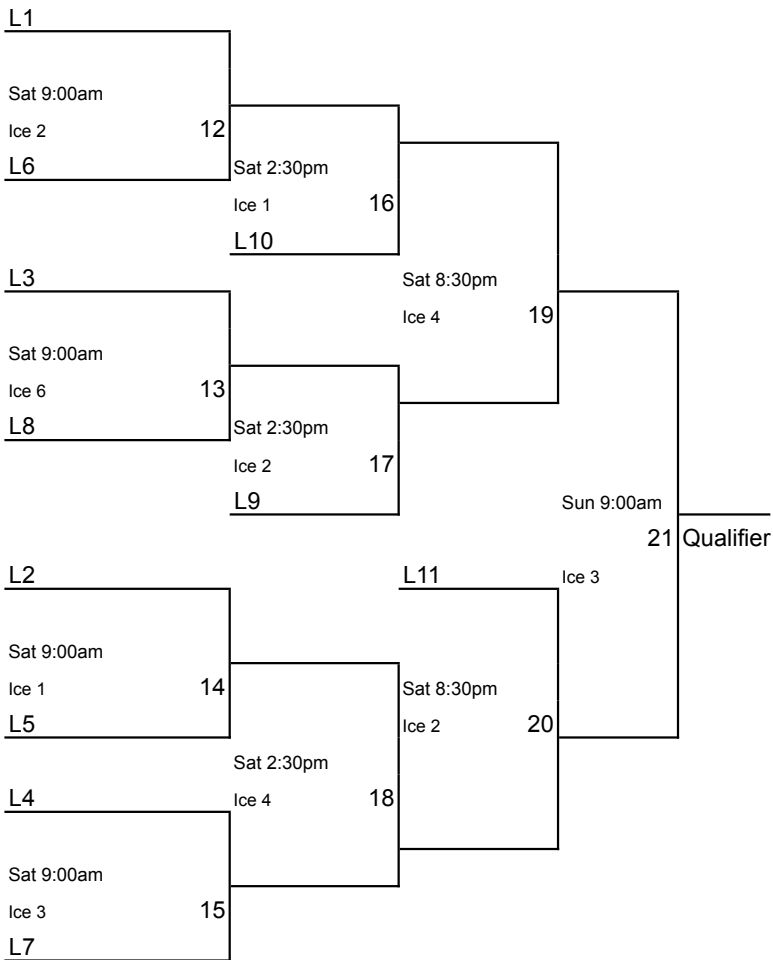 L1
Sat 9:00am
Ice 2 12
L6
Sat 2:30pm
Ice 1 16
L10
L3
Sat 8:30pm
Ice 4 19
Sat 9:00am
Ice 6 13
L8
Sat 2:30pm
Ice 2 17
L9
Sun 9:00am
21 Qualifier
L2
L11
Ice 3
Sat 9:00am
Ice 1 14
L5
Sat 8:30pm
Ice 2 20
Sat 2:30pm
Ice 4 18
L4
Sat 9:00am
Ice 3 15
L7